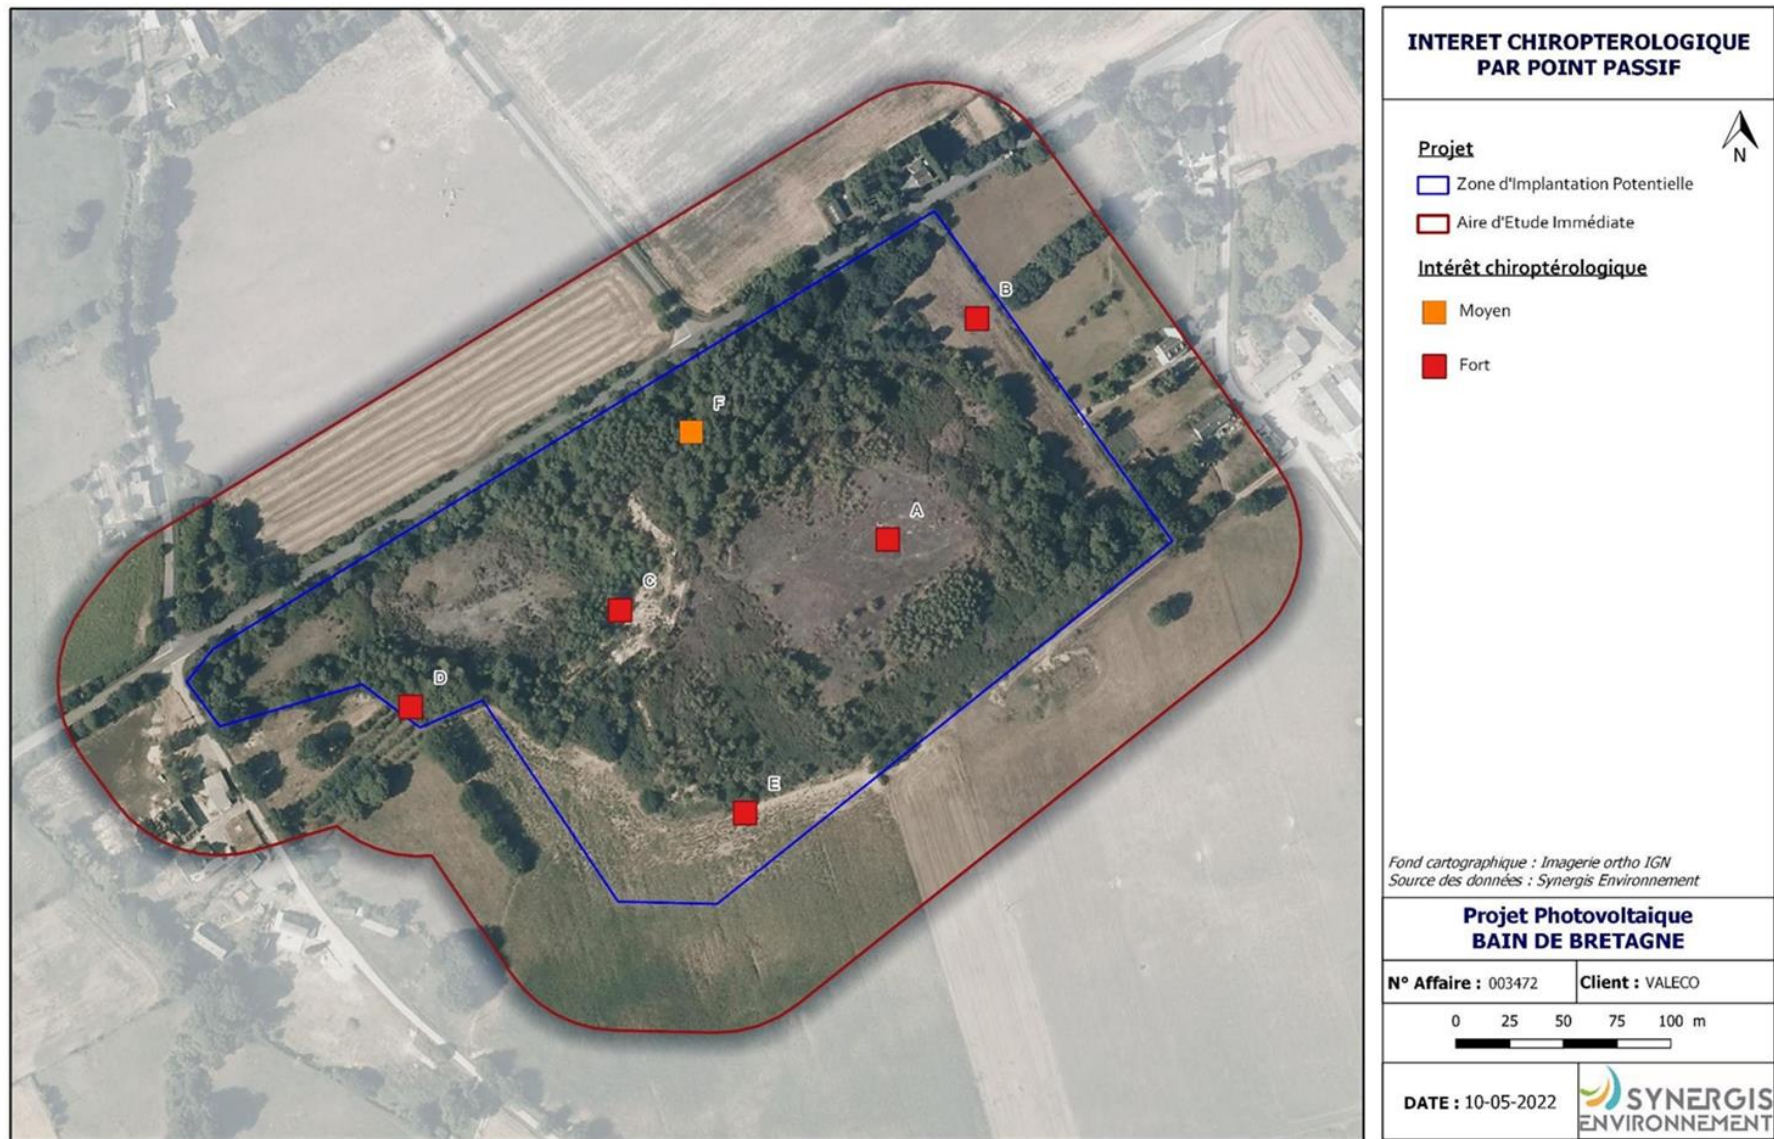 INTERET CHIROPTEROLOGIQUE
PAR POINT PASSIF
N
Projet
Zone d'Implantation Potentielle
Aire d'Etude Immédiate
Intérêt chiroptérologique
Moyen
Fort
B
F
A
C
D
E
Fond cartographique : Imagerie ortho IGN
Source des données : Synergis Environnement
Projet Photovoltaique
BAIN DE BRETAGNE
N° Affaire : 003472
Client : VALECO
0 25 50 75 100 m
DATE : 10-05-2022
SYNERGIS
ENVIRONNEMENT